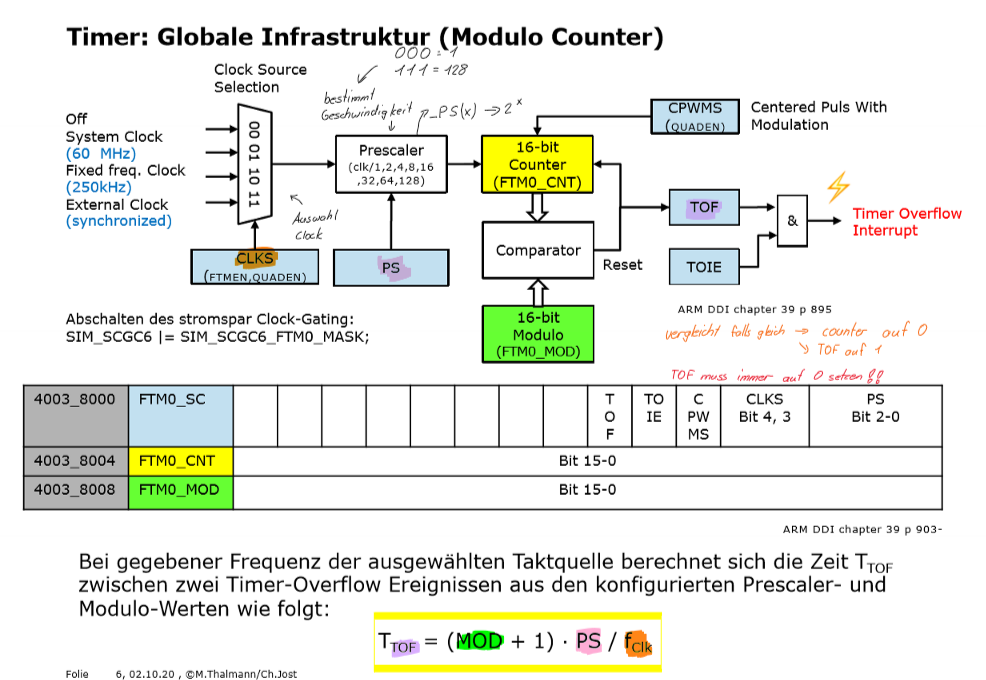 Timer: Globale Infrastruktur (Modulo Counter)
000 = 1
111 = 128
Clock Source
Selection
bestimmt
Geschwindigkeit
PS(x) → 2^x
Off
System Clock
(60 MHz)
Fixed freq. Clock
(250kHz)
External Clock
(synchronized)
00 01 10 11
Prescaler
(clk/1,2,4,8,16
,32,64,128)
16-bit
Counter
(FTM0_CNT)
CPWMS
(QUADEN)
Centered Puls With
Modulation
Auswahl
Clock
CLKS
(FTMEN,QUADEN)
PS
Comparator
Reset
TOF
TOIE
&
Timer Overflow
Interrupt
16-bit
Modulo
(FTM0_MOD)
Abschalten des stromspar Clock-Gating:
SIM_SCGC6 |= SIM_SCGC6_FTM0_MASK;
ARM DDI chapter 39 p 895
vergleicht falls gleich → counter auf 0
↘ TOF auf 1
TOF muss immer auf 0 setzen!!
4003_8000 FTM0_SC TOF TOIE CPWMS CLKS Bit 4, 3 PS Bit 2-0
4003_8004 FTM0_CNT Bit 15-0
4003_8008 FTM0_MOD Bit 15-0
ARM DDI chapter 39 p 903-
Bei gegebener Frequenz der ausgewählten Taktquelle berechnet sich die Zeit T_TOF
zwischen zwei Timer-Overflow Ereignissen aus den konfigurierten Prescaler- und
Modulo-Werten wie folgt:
T_TOF = (MOD + 1) · PS / f_Clk
Folie 6, 02.10.20 , ©M.Thalmann/Ch.Jost